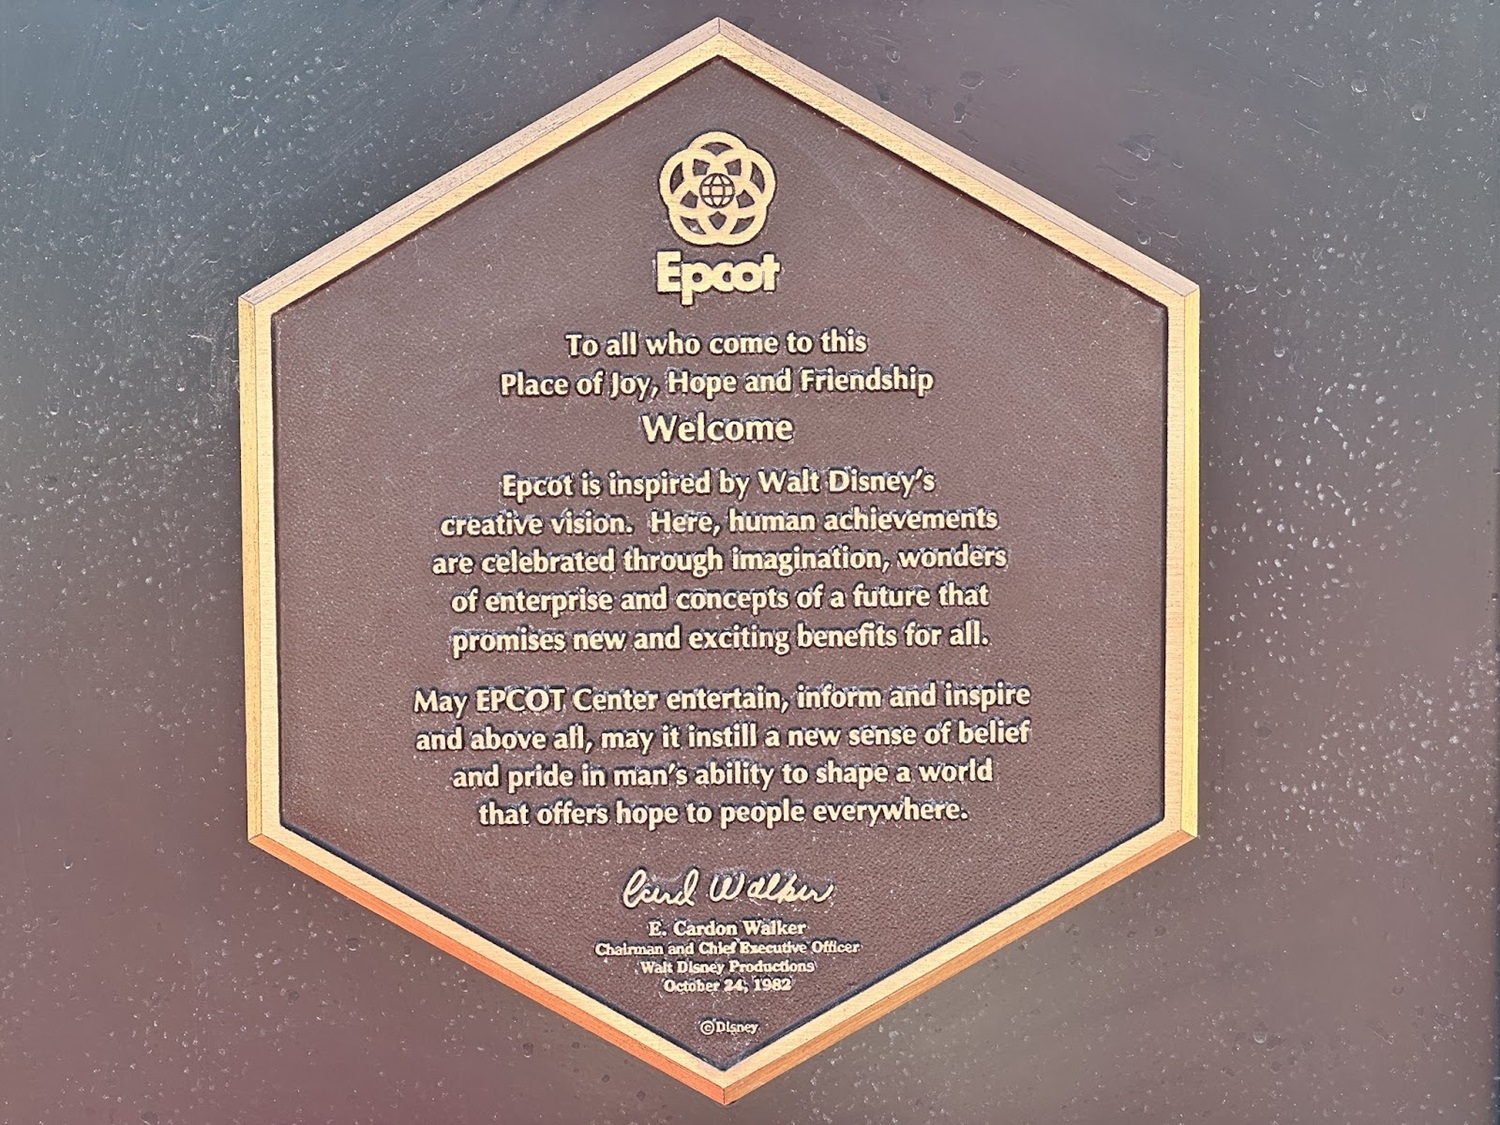 Epcot
To all who come to this
Place of Joy, Hope and Friendship
Welcome
Epcot is inspired by Walt Disney's
creative vision. Here, human achievements
are celebrated through imagination, wonders
of enterprise and concepts of a future that
promises new and exciting benefits for all.
May EPCOT Center entertain, inform and inspire
and above all, may it instill a new sense of belief
and pride in man's ability to shape a world
that offers hope to people everywhere.
Card Walker
E. Cardon Walker
Chairman and Chief Executive Officer
Walt Disney Productions
October 24, 1982
©Disney